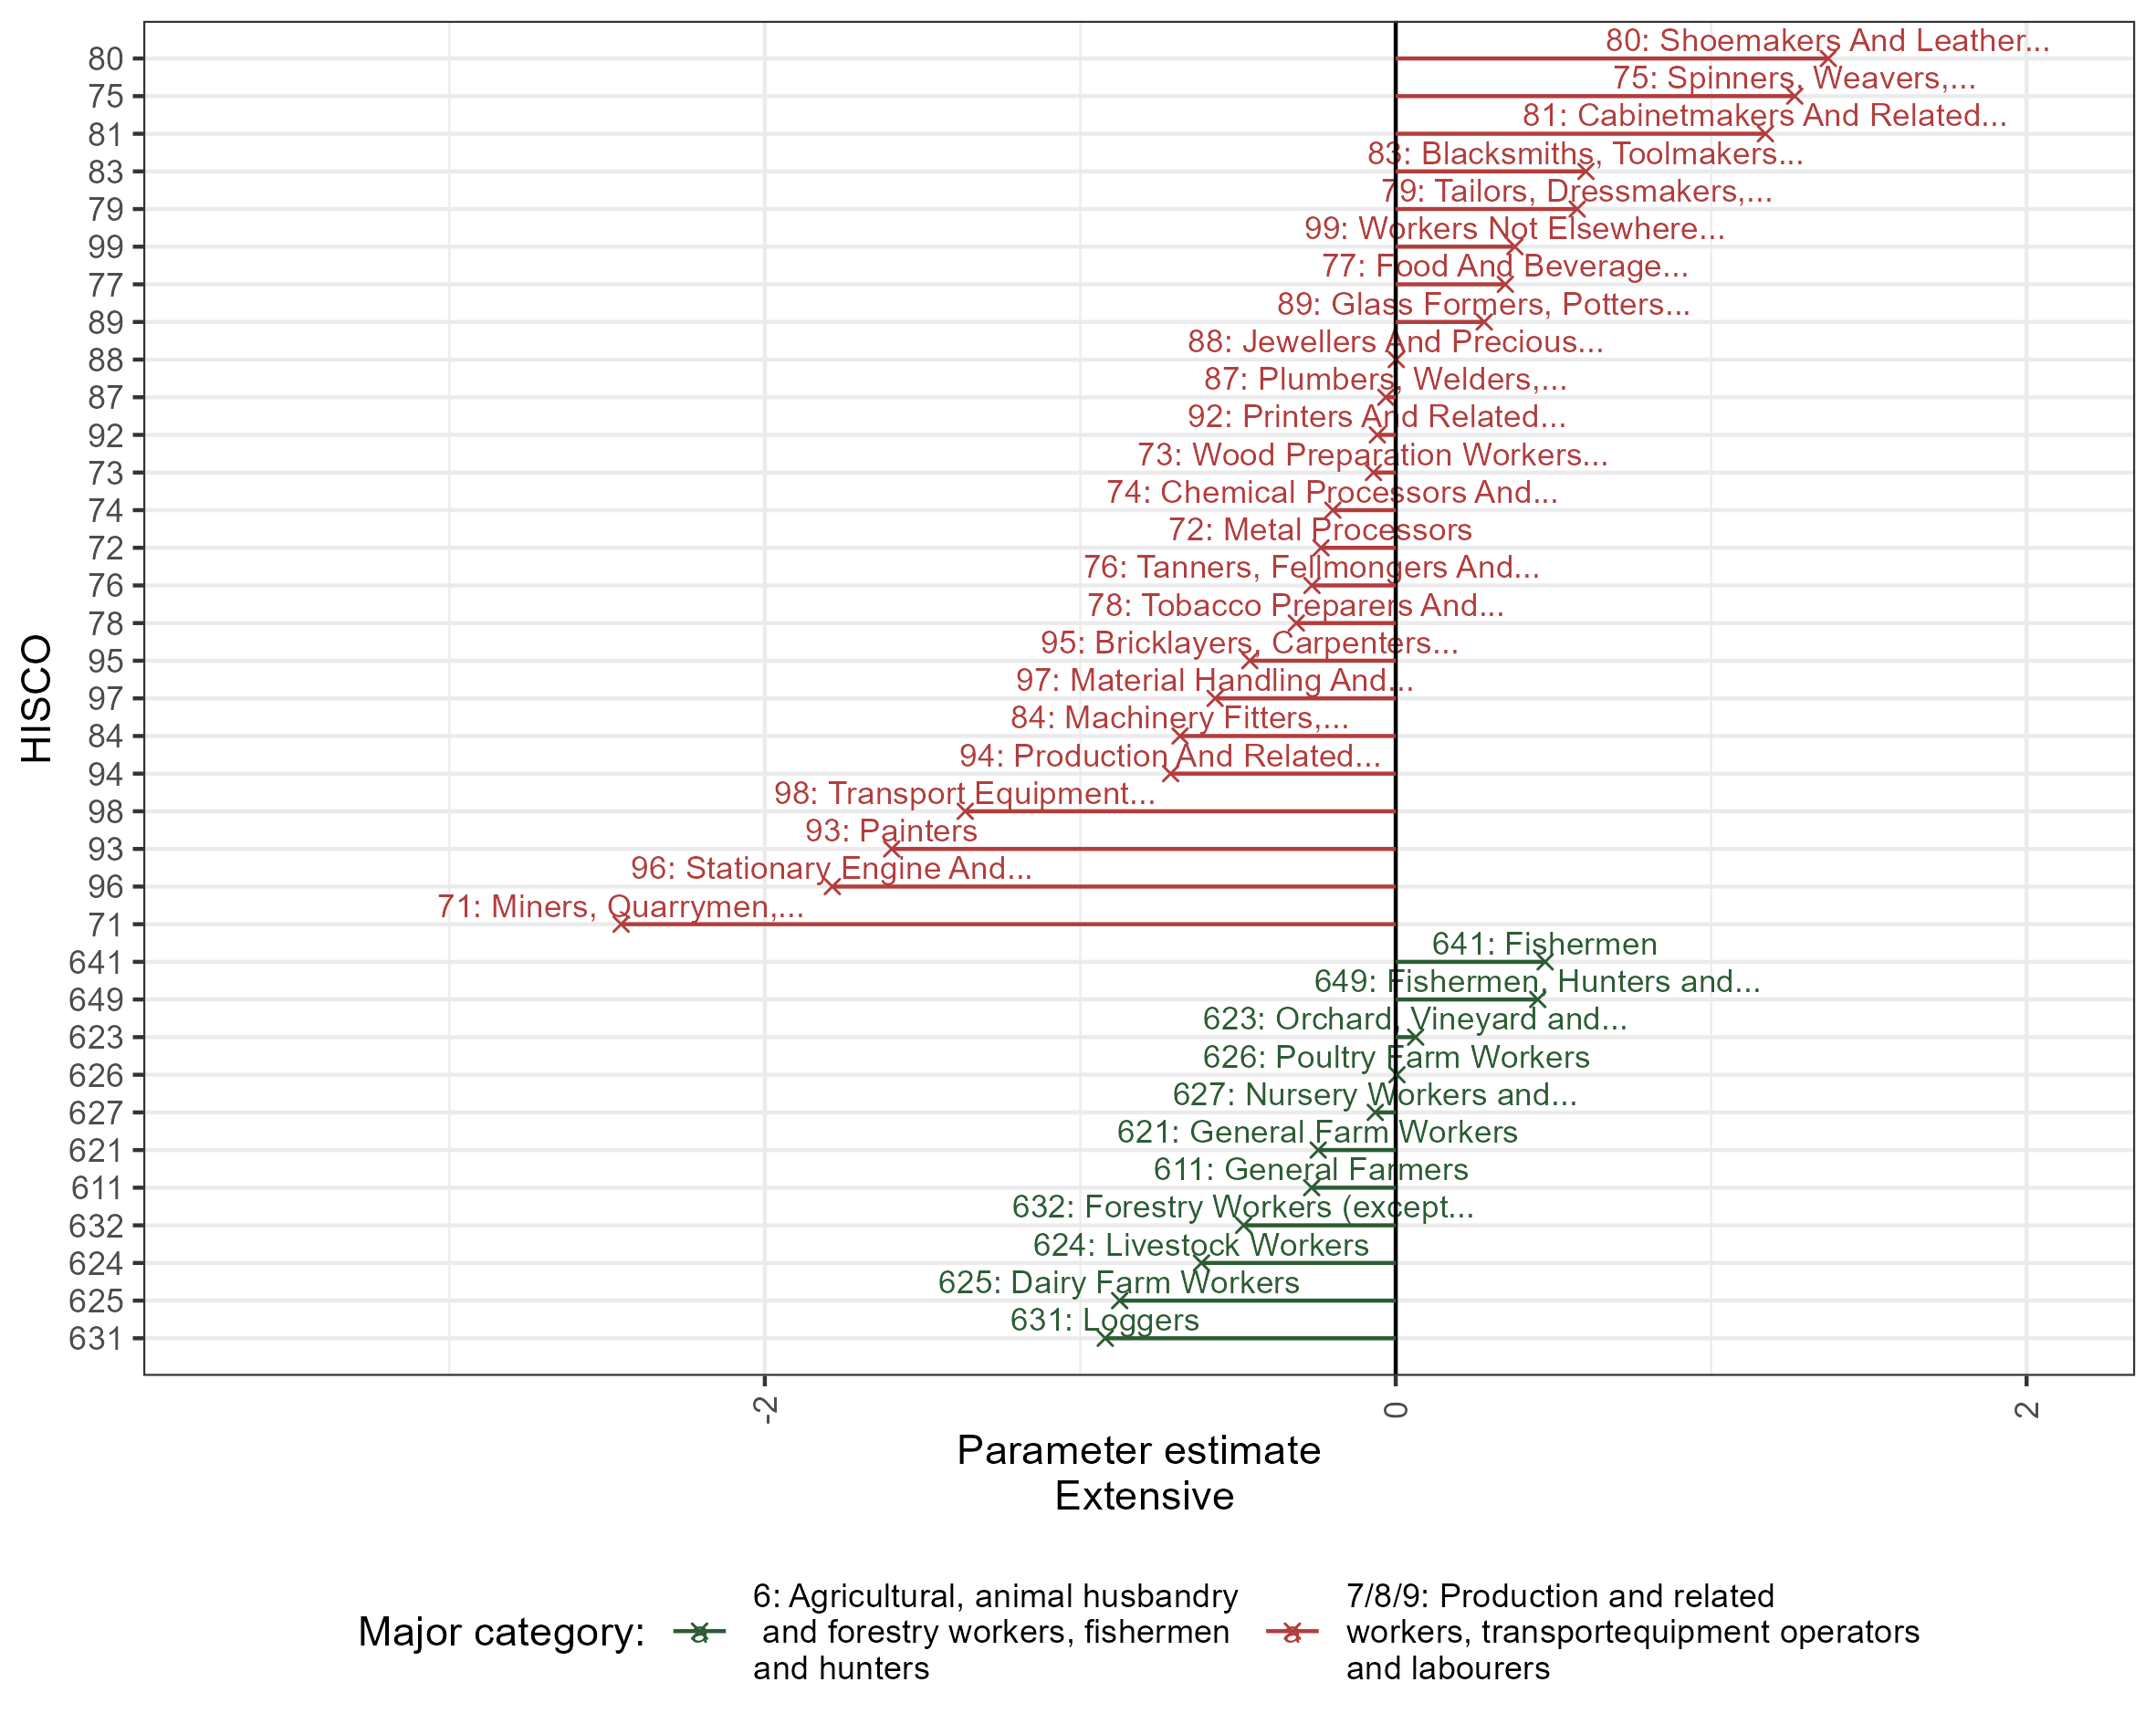 80: Shoemakers And Leather...
80
75: Spinners, Weavers,...
75
81: Cabinetmakers And Related...
81
83: Blacksmiths, Toolmakers...
83
79: Tailors, Dressmakers,...
79
99: Workers Not Elsewhere...
99
77: Food And Beverage...
77
89: Glass Formers, Potters...
89
88: Jewellers And Precious...
88
87: Plumbers, Welders,...
87
92: Printers And Related...
92
73: Wood Preparation Workers...
73
74: Chemical Processors And...
74
72: Metal Processors
72
76: Tanners, Fellmongers And...
76
78: Tobacco Preparers And...
78
95: Bricklayers, Carpenters...
95
97: Material Handling And...
97
84: Machinery Fitters,...
84
94: Production And Related...
94
98: Transport Equipment...
98
93: Painters
93
96: Stationary Engine And...
96
71: Miners, Quarrymen,...
71
641: Fishermen
641
649: Fishermen, Hunters and...
649
623: Orchard, Vineyard and...
623
626: Poultry Farm Workers
626
627: Nursery Workers and...
627
621: General Farm Workers
621
611: General Farmers
611
632: Forestry Workers (except...
632
624: Livestock Workers
624
625: Dairy Farm Workers
625
631: Loggers
631
HISCO
-2
0
2
Parameter estimate
Extensive
Major category:
a
6: Agricultural, animal husbandry
and forestry workers, fishermen
and hunters
a
7/8/9: Production and related
workers, transportequipment operators
and labourers